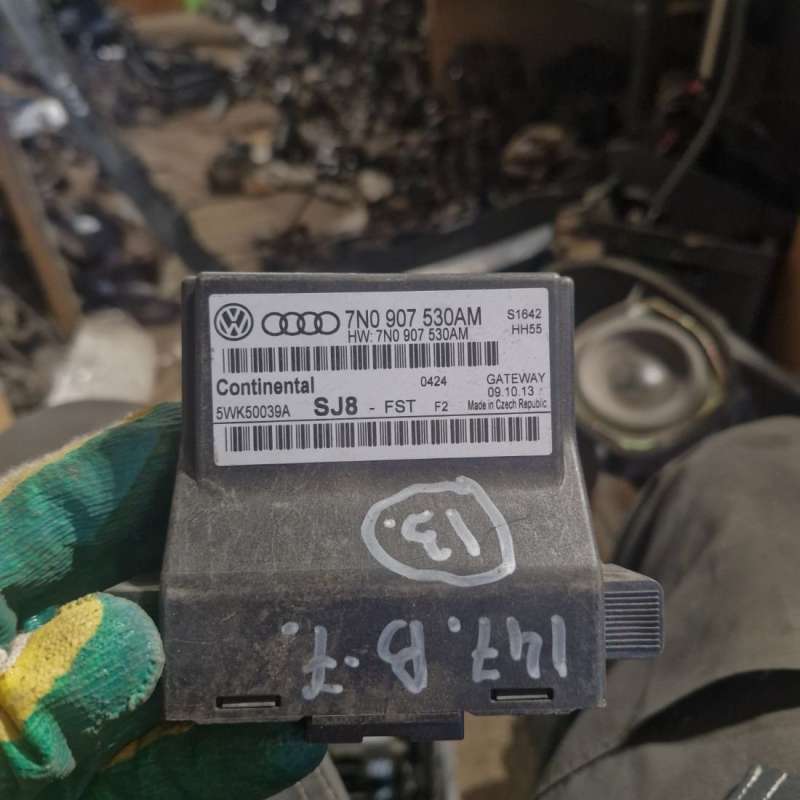 7N0 907 530AM S1642
HW: 7N0 907 530AM HH55
Continental 0424 GATEWAY
09.10.13
5WK50039A SJ8 - FST F2 Made in Czech Republic
13
147. B-7.